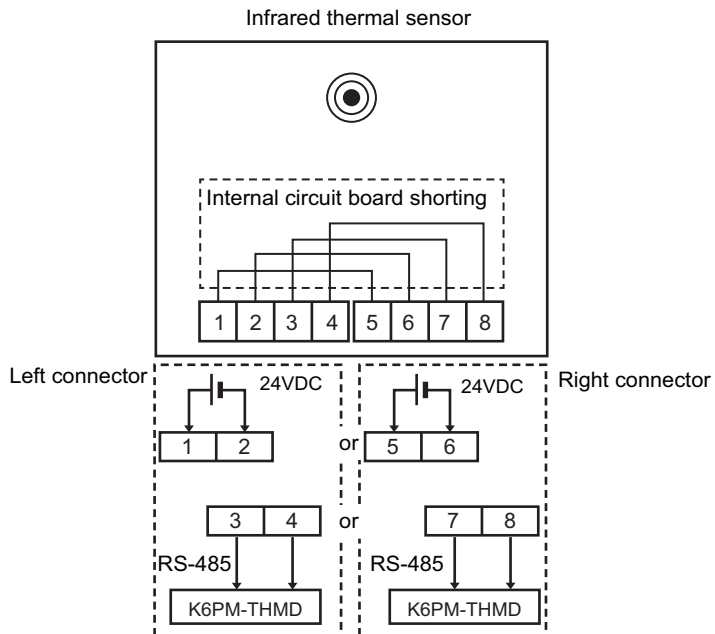 Infrared thermal sensor
Internal circuit board shorting
1 2 3 4 5 6 7 8
Left connector
24VDC
24VDC
Right connector
1 2 or 5 6
3 4 or 7 8
RS-485
RS-485
K6PM-THMD
K6PM-THMD